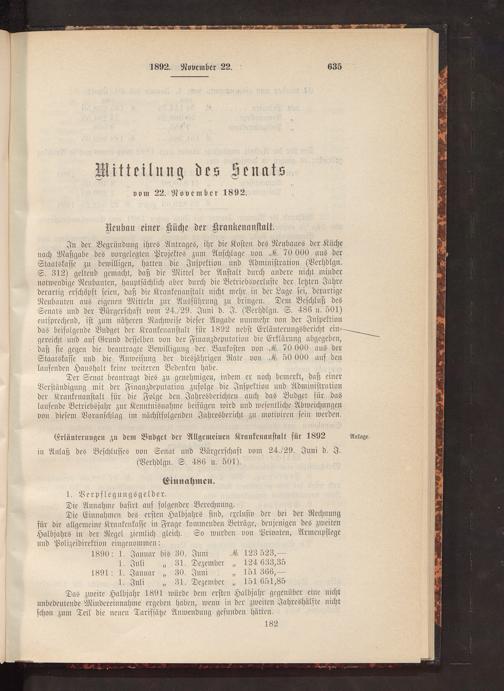 1892. November 22. 635
Mitteilung des Senats
vom 22. November 1892.
Neubau einer Küche der Krankenanstalt.
In der Begründung ihres Antrages, ihr die Kosten des Neubaues der Küche
nach Maßgabe des vorgelegten Projektes zum Anschlage von ℳ 70 000 aus der
Staatskasse zu bewilligen, hatten die Inspektion und Administration (Verhdlgn.
S. 312) geltend gemacht, daß die Mittel der Anstalt durch andere nicht minder
notwendige Neubauten, hauptsächlich aber durch die Betriebsverluste der letzten Jahre
derartig erschöpft seien, daß die Krankenanstalt nicht mehr in der Lage sei, derartige
Neubauten aus eigenen Mitteln zur Ausführung zu bringen. Dem Beschluß des
Senats und der Bürgerschaft vom 24./29. Juni d. J. (Verhdlgn. S. 486 u. 501)
entsprechend, ist zum näheren Nachweise dieser Angabe nunmehr von der Inspektion
das beifolgende Budget der Krankenanstalt für 1892 nebst Erläuterungsbericht ein-
gereicht und auf Grund desselben von der Finanzdeputation die Erklärung abgegeben,
daß sie gegen die beantragte Bewilligung der Baukosten von ℳ 70 000 aus der
Staatskasse und die Anweisung der diesjährigen Rate von ℳ 50 000 auf den
laufenden Haushalt keine weiteren Bedenken habe.
Der Senat beantragt dies zu genehmigen, indem er noch bemerkt, daß einer
Verständigung mit der Finanzdeputation zufolge die Inspektion und Administration
der Krankenanstalt für die Folge den Jahresberichten auch das Budget für das
laufende Betriebsjahr zur Kenntnisnahme beifügen wird und wesentliche Abweichungen
von diesem Voranschlag im nächstfolgenden Jahresbericht zu motiviren sein werden.
Erläuterungen zu dem Budget der Allgemeinen Krankenanstalt für 1892 Anlage.
in Anlaß des Beschlusses von Senat und Bürgerschaft vom 24./29. Juni d. J.
(Verhdlgn. S. 486 u. 501).
Einnahmen.
1. Verpflegungsgelder.
Die Annahme basirt auf folgender Berechnung.
Die Einnahmen des ersten Halbjahrs sind, exclusiv der bei der Rechnung
für die allgemeine Krankenkasse in Frage kommenden Beträge, denjenigen des zweiten
Halbjahrs in der Regel ziemlich gleich. So wurden von Privaten, Armenpflege
und Polizeidirektion eingenommen:
1890: 1. Januar bis 30. Juni ℳ 123 523,—
1. Juli „ 31. Dezember „ 124 633,35
1891: 1. Januar „ 30. Juni „ 151 366,—
1. Juli „ 31. Dezember „ 151 651,85
Das zweite Halbjahr 1891 würde dem ersten Halbjahr gegenüber eine nicht
unbedeutende Mindereinnahme ergeben haben, wenn in der zweiten Jahreshälfte nicht
schon zum Teil die neuen Tarifsätze Anwendung gefunden hätten.
182